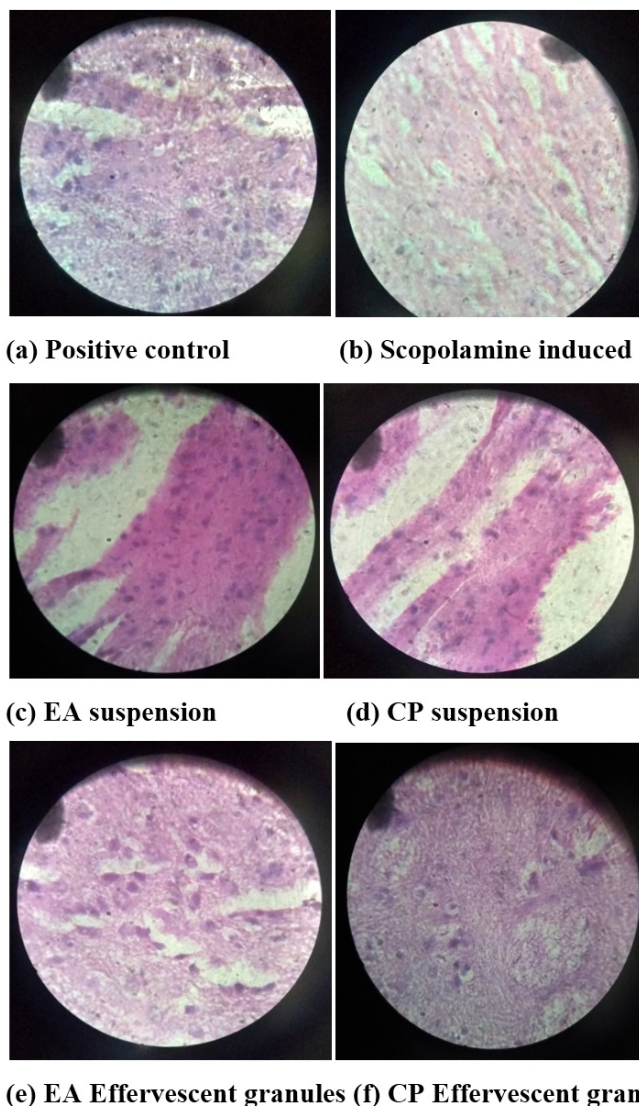 (a) Positive control (b) Scopolamine induced
(c) EA suspension (d) CP suspension
(e) EA Effervescent granules (f) CP Effervescent gran